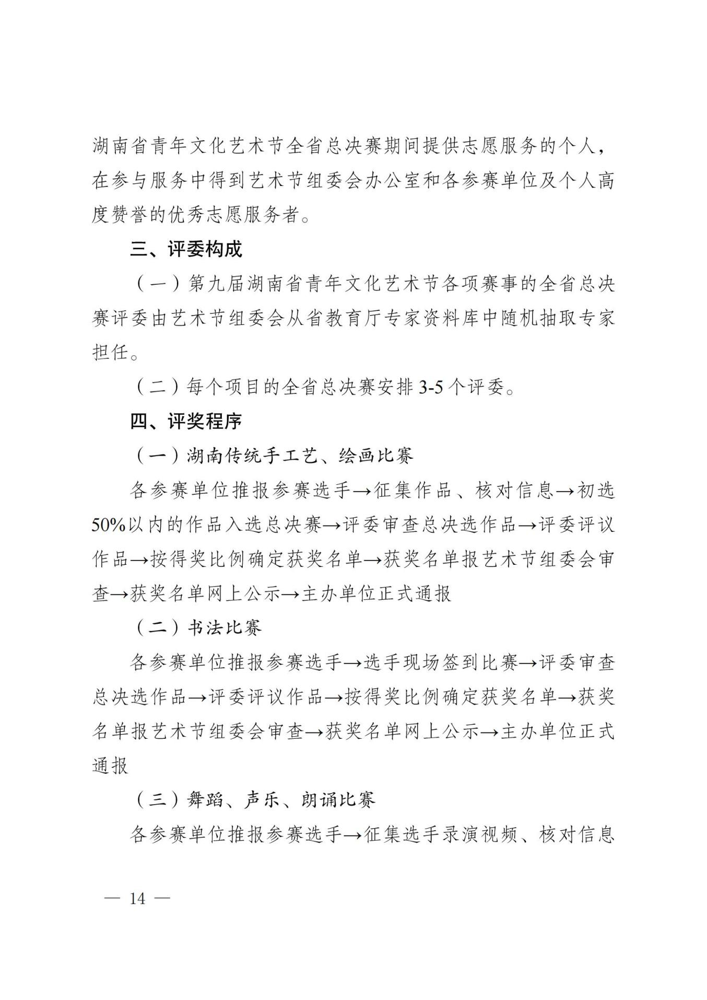 湖南省青年文化艺术节全省总决赛期间提供志愿服务的个人，
在参与服务中得到艺术节组委会办公室和各参赛单位及个人高
度赞誉的优秀志愿服务者。
三、评委构成
（一）第九届湖南省青年文化艺术节各项赛事的全省总决
赛评委由艺术节组委会从省教育厅专家资料库中随机抽取专家
担任。
（二）每个项目的全省总决赛安排 3-5 个评委。
四、评奖程序
（一）湖南传统手工艺、绘画比赛
各参赛单位推报参赛选手→征集作品、核对信息→初选
50%以内的作品入选总决赛→评委审查总决选作品→评委评议
作品→按得奖比例确定获奖名单→获奖名单报艺术节组委会审
查→获奖名单网上公示→主办单位正式通报
（二）书法比赛
各参赛单位推报参赛选手→选手现场签到比赛→评委审查
总决选作品→评委评议作品→按得奖比例确定获奖名单→获奖
名单报艺术节组委会审查→获奖名单网上公示→主办单位正式
通报
（三）舞蹈、声乐、朗诵比赛
各参赛单位推报参赛选手→征集选手录演视频、核对信息
— 14 —